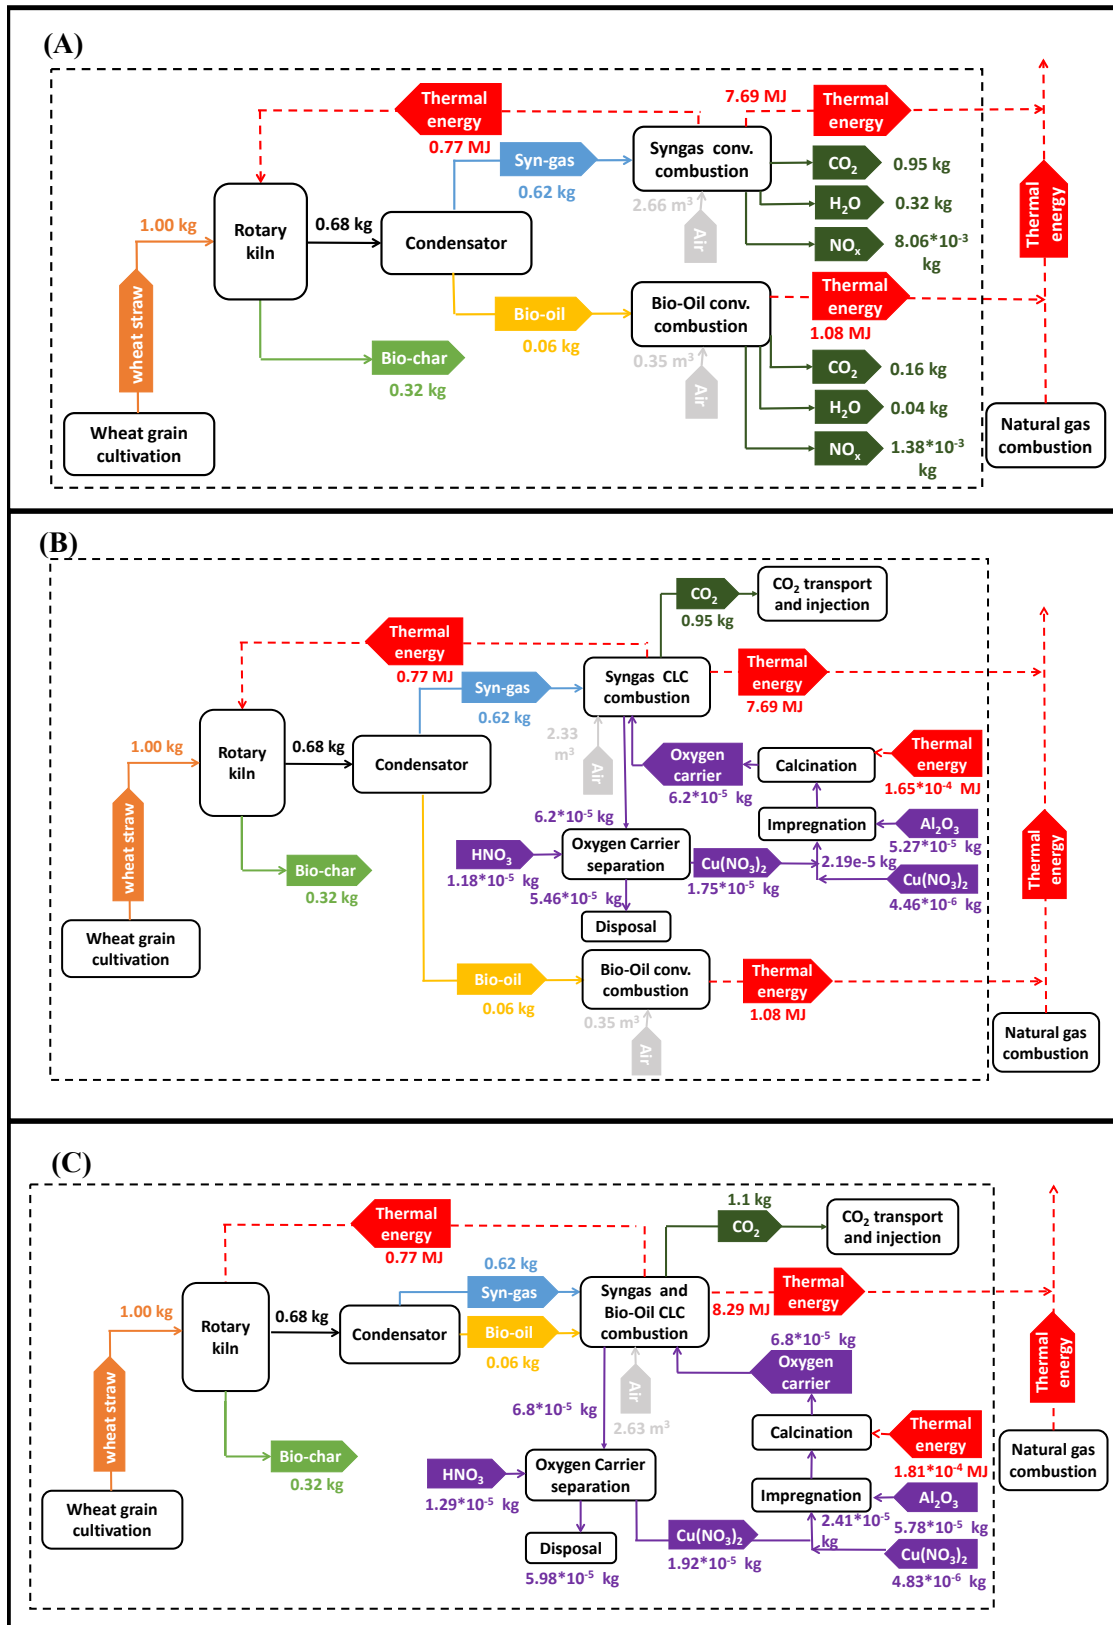 (A)
Thermal
energy
0.77 MJ
7.69 MJ
Thermal
energy
Syn-gas
0.62 kg
Syngas conv.
combustion
CO₂
0.95 kg
H₂O
0.32 kg
NOₓ
8.06*10⁻³
kg
2.66 m³
Air
1.00 kg
Rotary
kiln
0.68 kg
Condensator
Thermal
energy
wheat straw
Bio-oil
0.06 kg
Bio-Oil conv.
combustion
Thermal
energy
1.08 MJ
0.35 m³
Air
Bio-char
0.32 kg
CO₂
0.16 kg
H₂O
0.04 kg
NOₓ
1.38*10⁻³
kg
Wheat grain
cultivation
Natural gas
combustion
(B)
CO₂
0.95 kg
CO₂ transport
and injection
Thermal
energy
0.77 MJ
Syn-gas
0.62 kg
Syngas CLC
combustion
Thermal
energy
7.69 MJ
1.00 kg
Rotary
kiln
0.68 kg
Condensator
2.33
m³
Air
Oxygen
carrier
6.2*10⁻⁵ kg
Calcination
Thermal
energy
1.65*10⁻⁴ MJ
wheat straw
6.2*10⁻⁵ kg
Impregnation
Al₂O₃
5.27*10⁻⁵ kg
HNO₃
1.18*10⁻⁵ kg
Oxygen Carrier
separation
Cu(NO₃)₂
1.75*10⁻⁵ kg
2.19e-5 kg
Cu(NO₃)₂
4.46*10⁻⁶ kg
5.46*10⁻⁵ kg
Disposal
Bio-char
0.32 kg
Thermal
energy
Wheat grain
cultivation
Bio-oil
0.06 kg
Bio-Oil conv.
combustion
Thermal
energy
1.08 MJ
0.35 m³
Air
Natural gas
combustion
(C)
1.1 kg
CO₂
CO₂ transport
and injection
Thermal
energy
0.77 MJ
0.62 kg
Syn-gas
Syngas and
Bio-Oil CLC
combustion
8.29 MJ
Thermal
energy
1.00 kg
Rotary
kiln
0.68 kg
Condensator
Bio-oil
0.06 kg
6.8*10⁻⁵ kg
Oxygen
carrier
Thermal
energy
wheat straw
6.8*10⁻⁵ kg
Air
2.63 m³
Calcination
Thermal
energy
1.81*10⁻⁴ MJ
Bio-char
0.32 kg
HNO₃
1.29*10⁻⁵ kg
Oxygen Carrier
separation
Impregnation
Al₂O₃
5.78*10⁻⁵ kg
2.41*10⁻⁵
kg
Natural gas
combustion
Wheat grain
cultivation
Disposal
5.98*10⁻⁵ kg
Cu(NO₃)₂
1.92*10⁻⁵ kg
Cu(NO₃)₂
4.83*10⁻⁶ kg